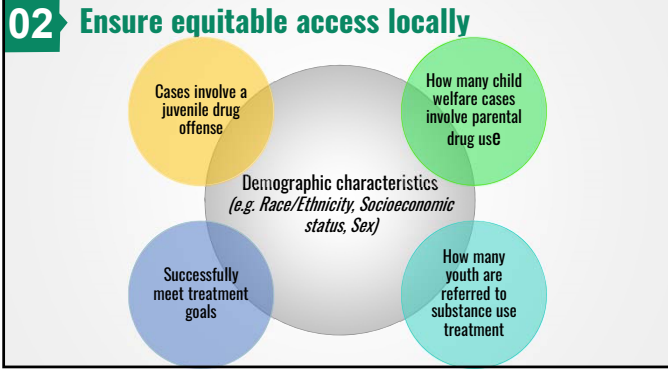 02 Ensure equitable access locally
Cases involve a
juvenile drug
offense
How many child
welfare cases
involve parental
drug use
Demographic characteristics
(e.g. Race/Ethnicity, Socioeconomic
status, Sex)
Successfully
meet treatment
goals
How many
youth are
referred to
substance use
treatment